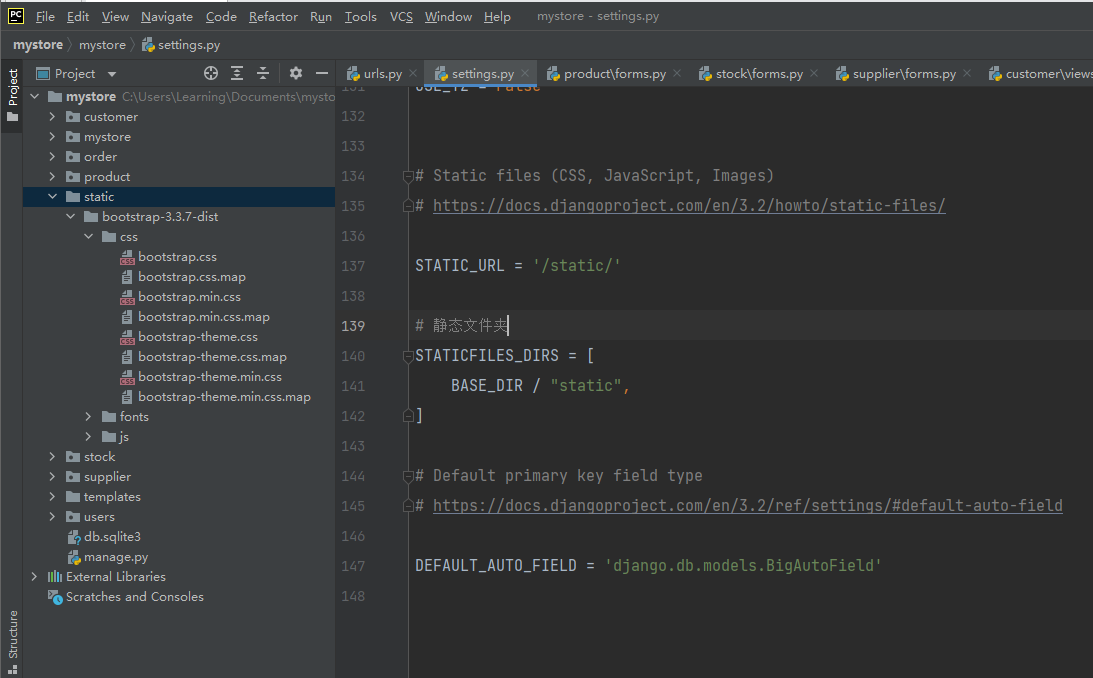 PC File Edit View Navigate Code Refactor Run Tools VCS Window Help mystore - settings.py
mystore mystore settings.py
Project
Project
urls.py settings.py product\forms.py stock\forms.py supplier\forms.py customer\views
mystore C:\Users\Learning\Documents\mysto
customer
mystore
order
product
static
bootstrap-3.3.7-dist
css
bootstrap.css
bootstrap.css.map
bootstrap.min.css
bootstrap.min.css.map
bootstrap-theme.css
bootstrap-theme.css.map
bootstrap-theme.min.css
bootstrap-theme.min.css.map
fonts
js
stock
supplier
templates
users
db.sqlite3
manage.py
External Libraries
Scratches and Consoles
Structure
131 USE_TZ = False
132
133
134 # Static files (CSS, JavaScript, Images)
135 # https://docs.djangoproject.com/en/3.2/howto/static-files/
136
137 STATIC_URL = '/static/'
138
139 # 静态文件夹
140 STATICFILES_DIRS = [
141 BASE_DIR / "static",
142 ]
143
144 # Default primary key field type
145 # https://docs.djangoproject.com/en/3.2/ref/settings/#default-auto-field
146
147 DEFAULT_AUTO_FIELD = 'django.db.models.BigAutoField'
148